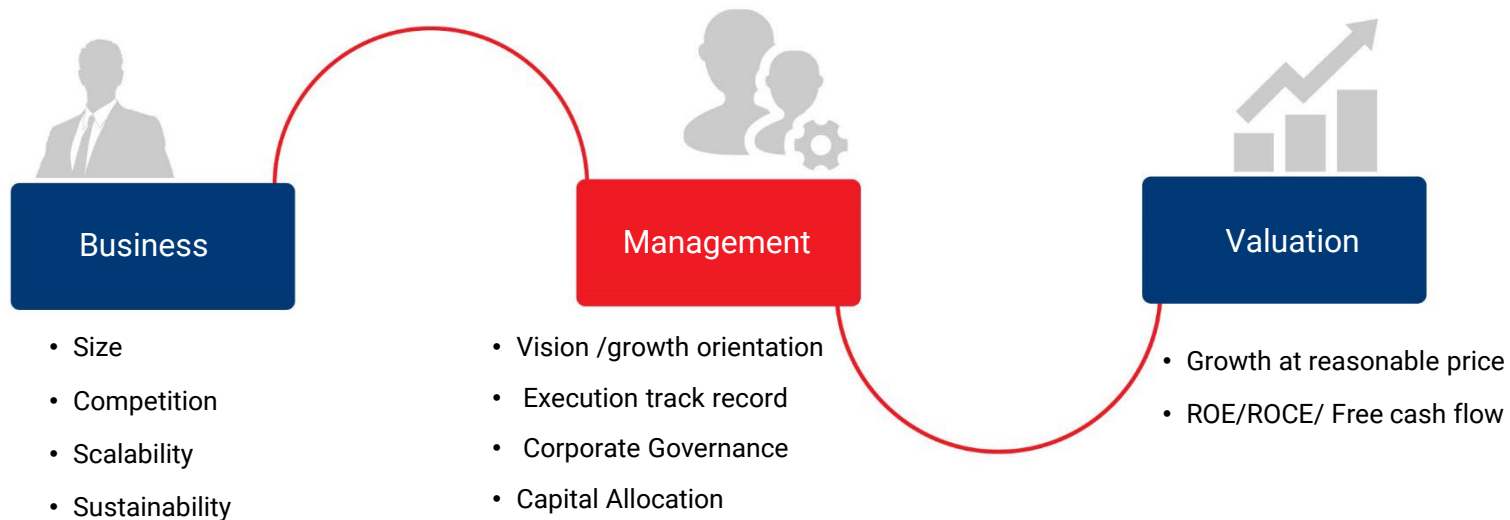 Business
• Size
• Competition
• Scalability
• Sustainability
Management
• Vision /growth orientation
• Execution track record
• Corporate Governance
• Capital Allocation
Valuation
• Growth at reasonable price
• ROE/ROCE/ Free cash flow